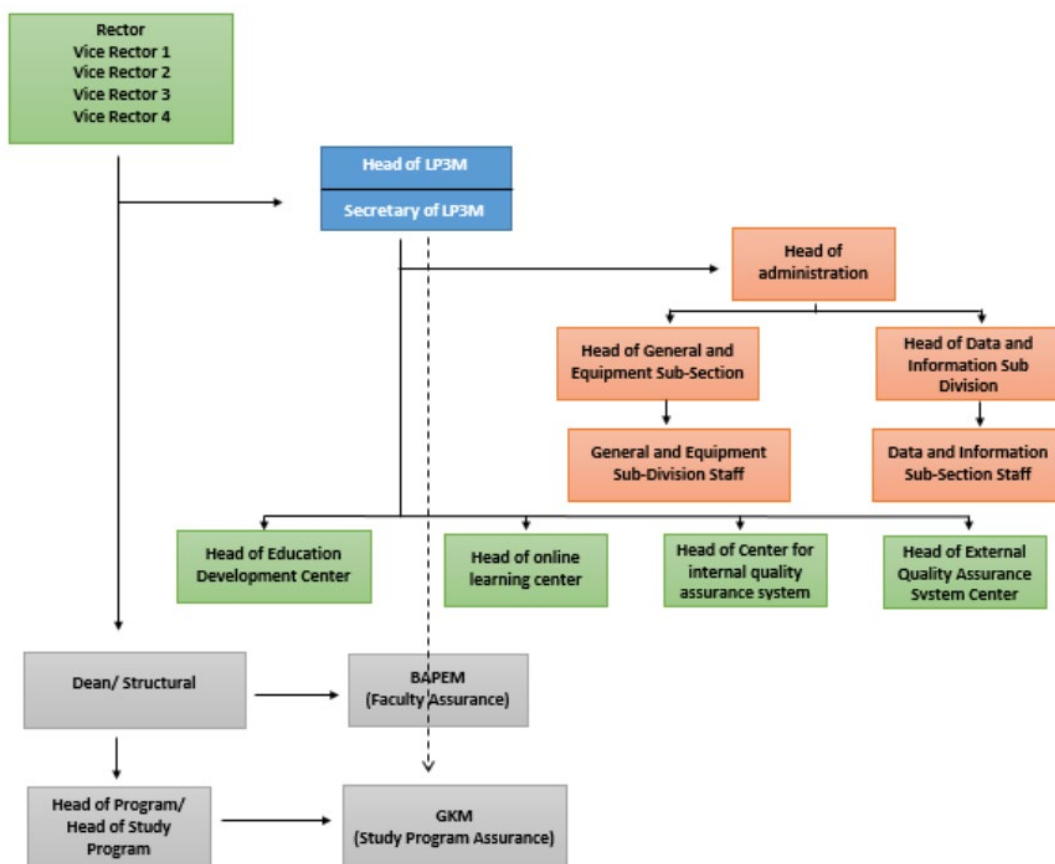 Rector
Vice Rector 1
Vice Rector 2
Vice Rector 3
Vice Rector 4
Head of LP3M
Secretary of LP3M
Head of
administration
Head of General and
Equipment Sub-Section
Head of Data and
Information Sub
Division
General and Equipment
Sub-Division Staff
Data and Information
Sub-Section Staff
Head of Education
Development Center
Head of online
learning center
Head of Center for
internal quality
assurance system
Head of External
Quality Assurance
System Center
Dean/ Structural
BAPEM
(Faculty Assurance)
Head of Program/
Head of Study
Program
GKM
(Study Program Assurance)